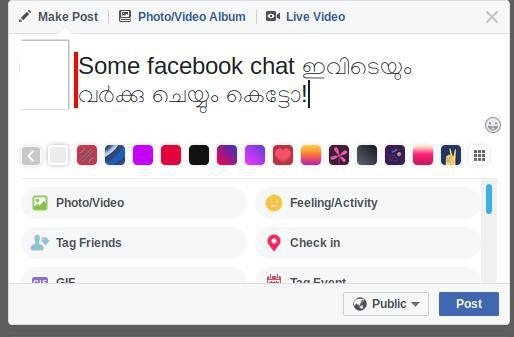 Make Post Photo/Video Album Live Video
Some facebook chat ഇവിടെയും
വർക്കു ചെയ്യും കെട്ടോ!
Photo/Video Feeling/Activity
Tag Friends Check in
GIF Tag Event
Public Post